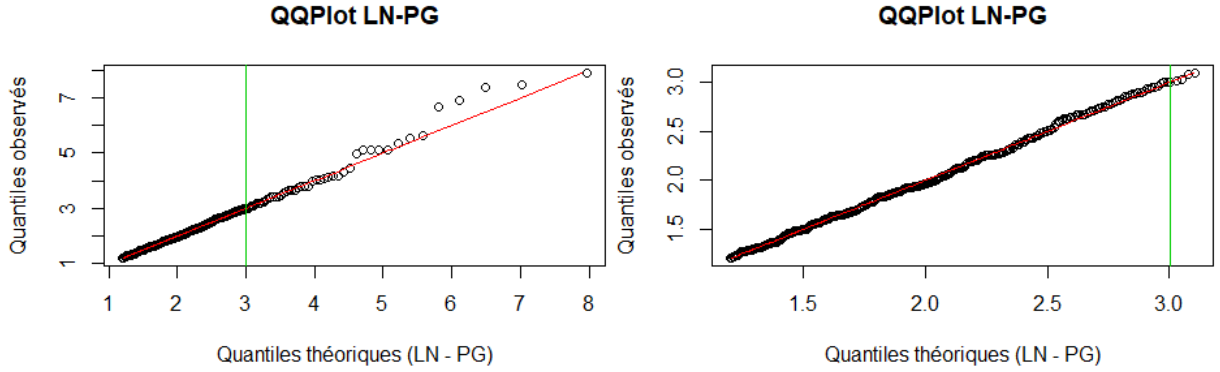 QQPlot LN-PG
Quantiles observés
7
5
3
1
1 2 3 4 5 6 7 8
Quantiles théoriques (LN - PG)
QQPlot LN-PG
Quantiles observés
3.0
2.5
2.0
1.5
1.5 2.0 2.5 3.0
Quantiles théoriques (LN - PG)